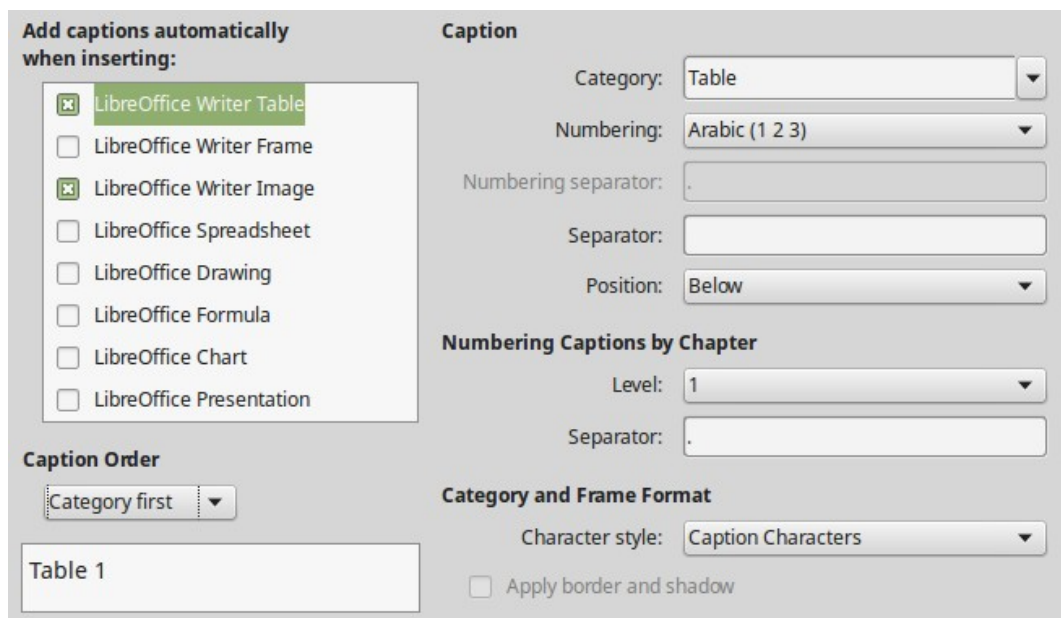 Add captions automatically
when inserting:
LibreOffice Writer Table
LibreOffice Writer Frame
LibreOffice Writer Image
LibreOffice Spreadsheet
LibreOffice Drawing
LibreOffice Formula
LibreOffice Chart
LibreOffice Presentation
Caption Order
Category first
Table 1
Caption
Category: Table
Numbering: Arabic (1 2 3)
Numbering separator: .
Separator:
Position: Below
Numbering Captions by Chapter
Level: 1
Separator: .
Category and Frame Format
Character style: Caption Characters
Apply border and shadow